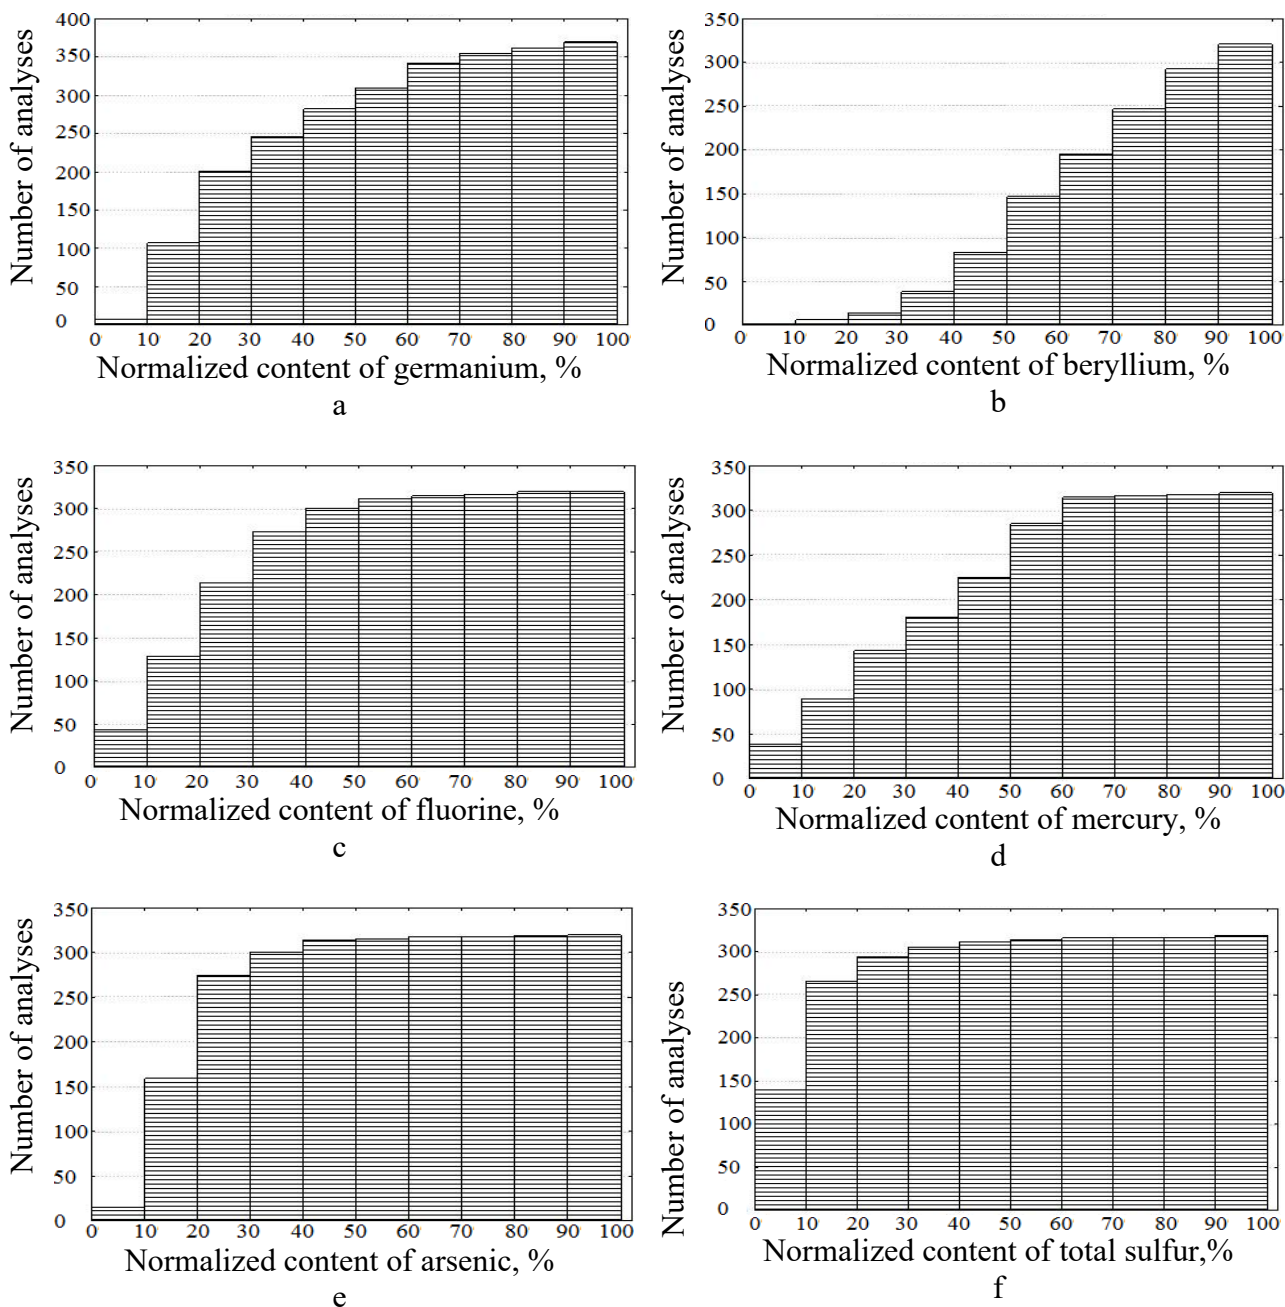 Number of analyses
400
350
300
250
200
150
100
50
0
0 10 20 30 40 50 60 70 80 90 100
Normalized content of germanium, %
a
Number of analyses
350
300
250
200
150
100
50
0
0 10 20 30 40 50 60 70 80 90 100
Normalized content of beryllium, %
b
Number of analyses
350
300
250
200
150
100
50
0
0 10 20 30 40 50 60 70 80 90 100
Normalized content of fluorine, %
c
Number of analyses
350
300
250
200
150
100
50
0
0 10 20 30 40 50 60 70 80 90 100
Normalized content of mercury, %
d
Number of analyses
350
300
250
200
150
100
50
0
0 10 20 30 40 50 60 70 80 90 100
Normalized content of arsenic, %
e
Number of analyses
350
300
250
200
150
100
50
0
0 10 20 30 40 50 60 70 80 90 100
Normalized content of total sulfur,%
f